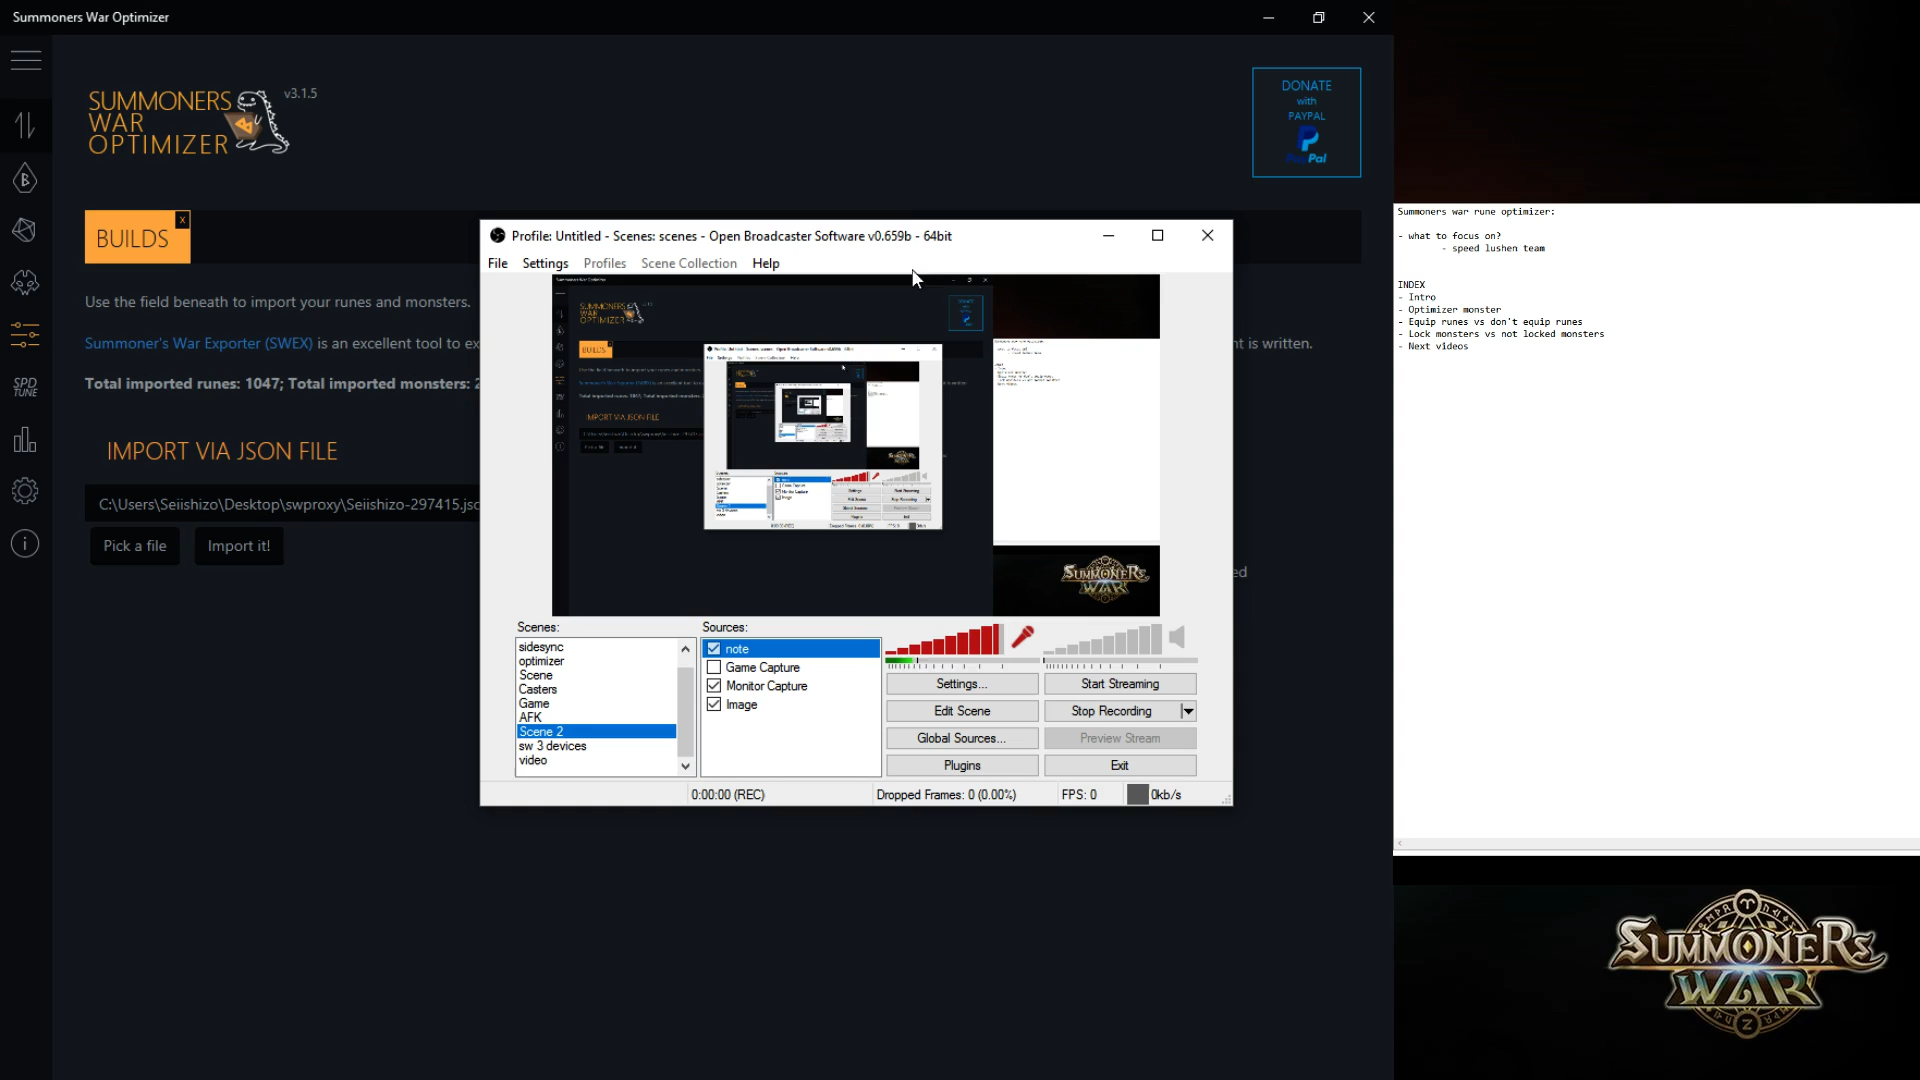 Summoners War Optimizer
SUMMONERS
WAR
OPTIMIZER
v3.1.5
DONATE
with
PAYPAL
PayPal
BUILDS
x
Use the field beneath to import your runes and monsters.
Summoner's War Exporter (SWEX) is an excellent tool to ex
nt is written.
Total imported runes: 1047; Total imported monsters: 2
IMPORT VIA JSON FILE
C:\Users\Seiishizo\Desktop\swproxy\Seiishizo-297415.jsc
Pick a file
Import it!
ed
SPD
TUNE
Profile: Untitled - Scenes: scenes - Open Broadcaster Software v0.659b - 64bit
File Settings Profiles Scene Collection Help
Scenes:
sidesync
optimizer
Scene
Casters
Game
AFK
Scene 2
sw 3 devices
video
Sources:
note
Game Capture
Monitor Capture
Image
Settings...
Start Streaming
Edit Scene
Stop Recording
Global Sources...
Preview Stream
Plugins
Exit
0:00:00 (REC)
Dropped Frames: 0 (0.00%)
FPS: 0
0kb/s
Summoners war rune optimizer:
- what to focus on?
- speed lushen team
INDEX
- Intro
- Optimizer monster
- Equip runes vs don't equip runes
- Lock monsters vs not locked monsters
- Next videos
SUMMONERS
WAR